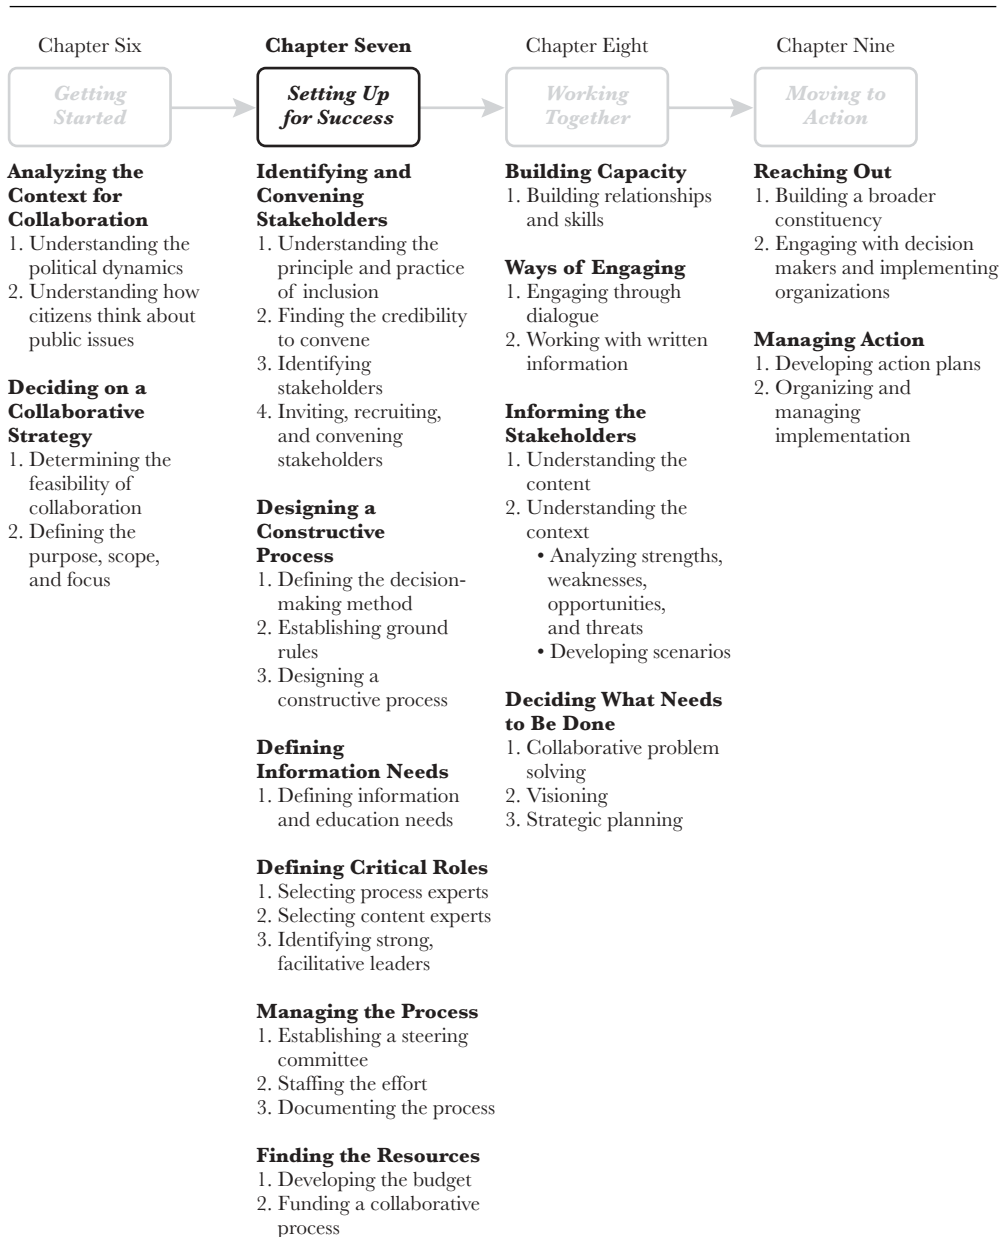 Chapter Six
Getting
Started
Analyzing the
Context for
Collaboration
1. Understanding the
political dynamics
2. Understanding how
citizens think about
public issues
Deciding on a
Collaborative
Strategy
1. Determining the
feasibility of
collaboration
2. Defining the
purpose, scope,
and focus
Chapter Seven
Setting Up
for Success
Identifying and
Convening
Stakeholders
1. Understanding the
principle and practice
of inclusion
2. Finding the credibility
to convene
3. Identifying
stakeholders
4. Inviting, recruiting,
and convening
stakeholders
Designing a
Constructive
Process
1. Defining the decision-
making method
2. Establishing ground
rules
3. Designing a
constructive process
Defining
Information Needs
1. Defining information
and education needs
Defining Critical Roles
1. Selecting process experts
2. Selecting content experts
3. Identifying strong,
facilitative leaders
Managing the Process
1. Establishing a steering
committee
2. Staffing the effort
3. Documenting the process
Finding the Resources
1. Developing the budget
2. Funding a collaborative
process
Chapter Eight
Working
Together
Building Capacity
1. Building relationships
and skills
Ways of Engaging
1. Engaging through
dialogue
2. Working with written
information
Informing the
Stakeholders
1. Understanding the
content
2. Understanding the
context
• Analyzing strengths,
weaknesses,
opportunities,
and threats
• Developing scenarios
Deciding What Needs
to Be Done
1. Collaborative problem
solving
2. Visioning
3. Strategic planning
Chapter Nine
Moving to
Action
Reaching Out
1. Building a broader
constituency
2. Engaging with decision
makers and implementing
organizations
Managing Action
1. Developing action plans
2. Organizing and
managing
implementation